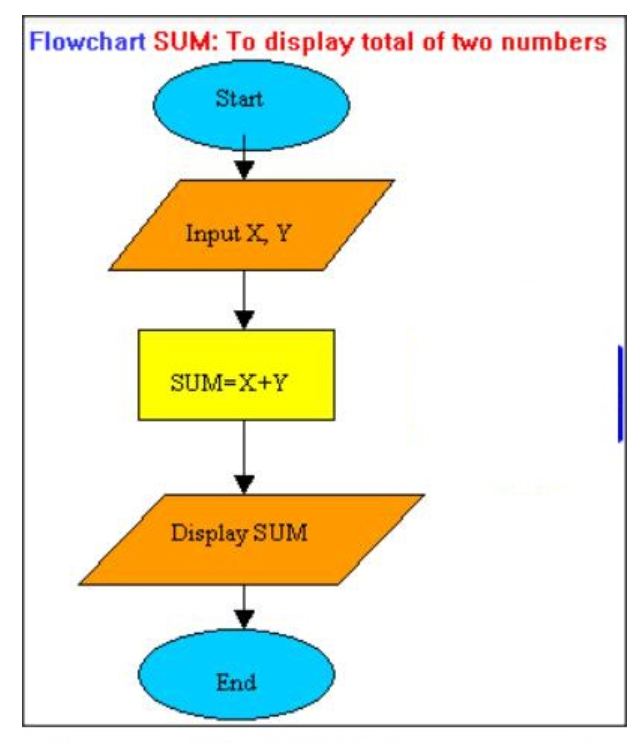 Flowchart SUM: To display total of two numbers
Start
Input X, Y
SUM=X+Y
Display SUM
End